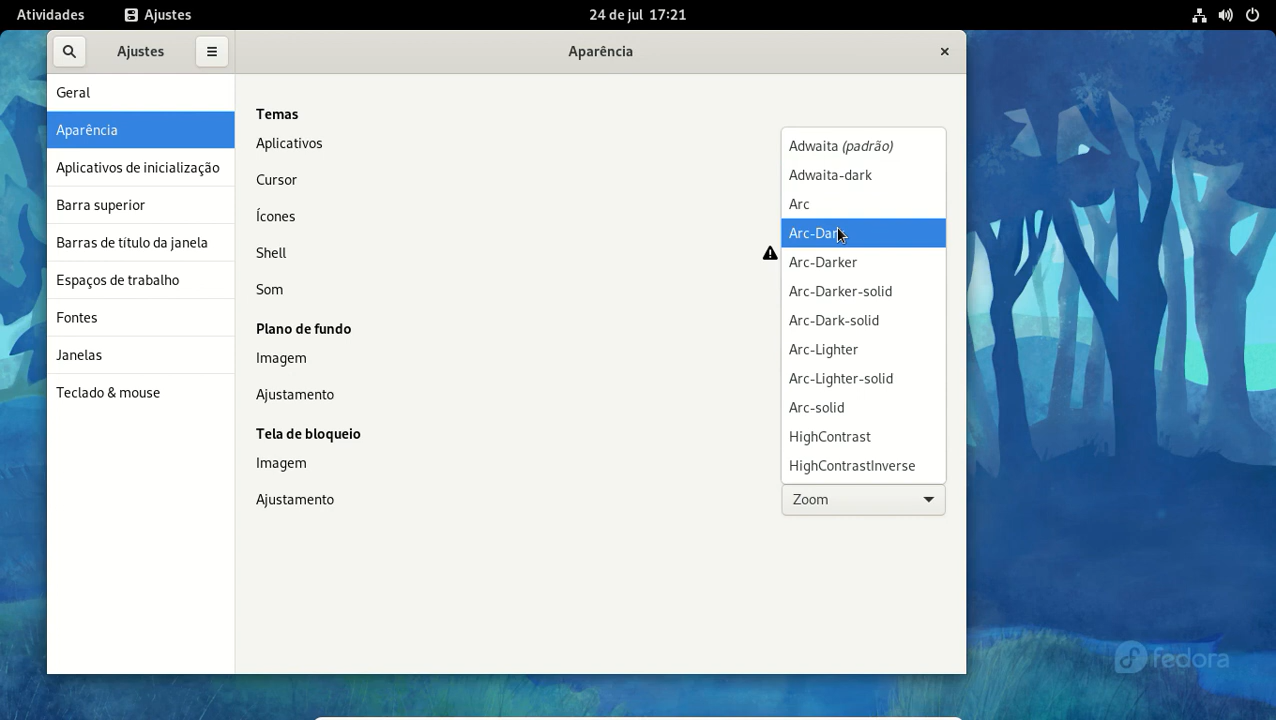 Atividades
Ajustes
24 de jul 17:21
Ajustes
Aparência
Geral
Aparência
Aplicativos de inicialização
Barra superior
Barras de título da janela
Espaços de trabalho
Fontes
Janelas
Teclado & mouse
Temas
Aplicativos
Cursor
Ícones
Shell
Som
Plano de fundo
Imagem
Ajustamento
Tela de bloqueio
Imagem
Ajustamento
Adwaita (padrão)
Adwaita-dark
Arc
Arc-Dark
Arc-Darker
Arc-Darker-solid
Arc-Dark-solid
Arc-Lighter
Arc-Lighter-solid
Arc-solid
HighContrast
HighContrastInverse
Zoom
fedora